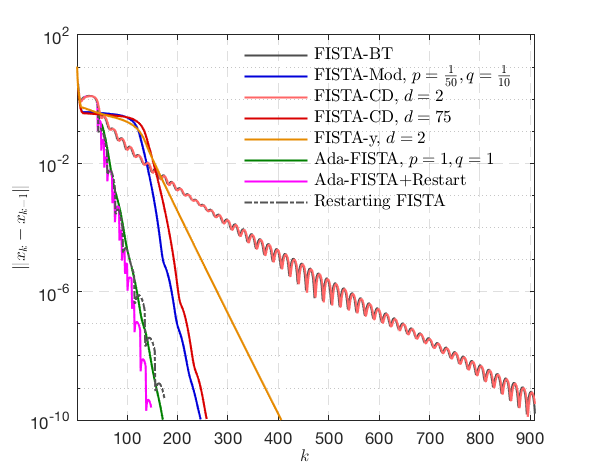 10^2
10^-2
10^-6
10^-10
‖x_k − x_{k−1}‖
FISTA-BT
FISTA-Mod, p = 1/50, q = 1/10
FISTA-CD, d = 2
FISTA-CD, d = 75
FISTA-y, d = 2
Ada-FISTA, p = 1, q = 1
Ada-FISTA+Restart
Restarting FISTA
100 200 300 400 500 600 700 800 900
k